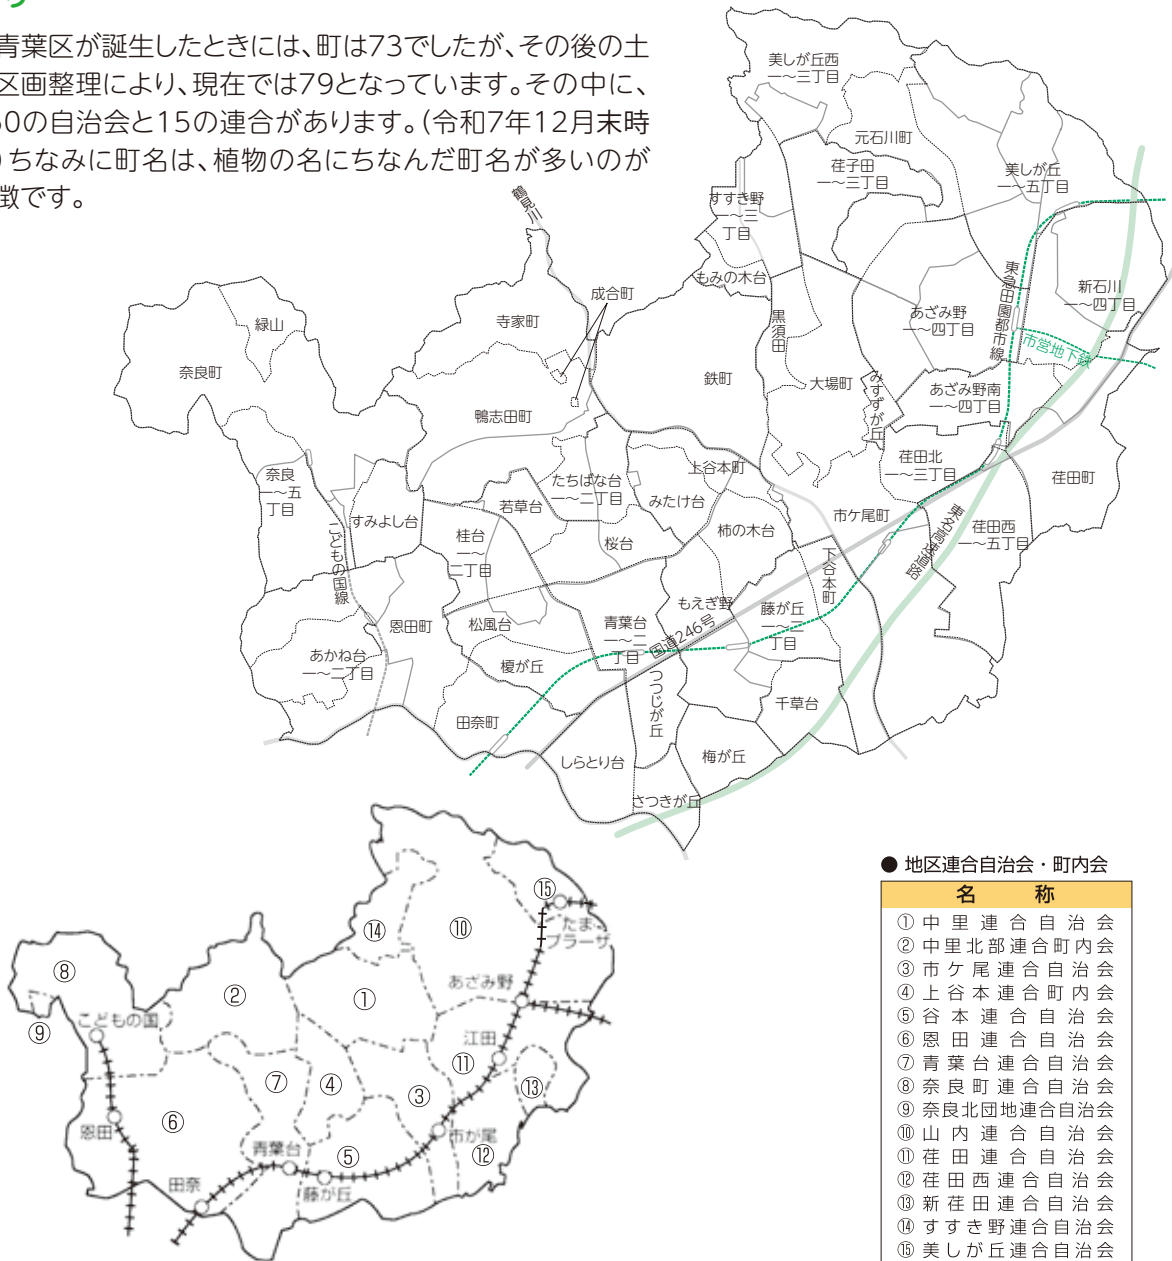 青葉区が誕生したときには、町は73でしたが、その後の土
区画整理により、現在では79となっています。その中に、
60の自治会と15の連合があります。(令和7年12月末時
ちなみに町名は、植物の名にちなんだ町名が多いのが
徴です。
美しが丘西
一～三丁目
元石川町
荏子田
一～三丁目
美しが丘
一～五丁目
すすき野
一～三
丁目
もみの木台
鶴見川
成合町
寺家町
緑山
奈良町
黒須田
鉄町
大場町
みすずが丘
あざみ野
一～四丁目
東急田園都市線
新石川
一～四丁目
市営地下鉄
あざみ野南
一～四丁目
鴨志田町
荏田北
一～三丁目
荏田町
奈良
一～五
丁目
たちばな台
一～二丁目
上谷本町
みたけ台
若草台
すみよし台
こどもの国線
桂台
一～
二丁目
桜台
柿の木台
市ケ尾町
荏田西
一～五丁目
東名高速道路
下谷本町
恩田町
松風台
青葉台
一～二
丁目
もえぎ野
国道246号
藤が丘
一～二
丁目
あかね台
一～二丁目
榎が丘
つつじが丘
千草台
田奈町
しらとり台
梅が丘
さつきが丘
⑮
たま
プラーザ
⑭
⑩
⑧
②
①
あざみ野
⑨
こどもの国
江田
⑪
⑦
④
③
⑬
⑥
恩田
青葉台
⑤
市が尾
⑫
田奈
藤が丘
● 地区連合自治会・町内会
名 称
① 中里連合自治会
② 中里北部連合町内会
③ 市ケ尾連合自治会
④ 上谷本連合町内会
⑤ 谷本連合自治会
⑥ 恩田連合自治会
⑦ 青葉台連合自治会
⑧ 奈良町連合自治会
⑨ 奈良北団地連合自治会
⑩ 山内連合自治会
⑪ 荏田連合自治会
⑫ 荏田西連合自治会
⑬ 新荏田連合自治会
⑭ すすき野連合自治会
⑮ 美しが丘連合自治会